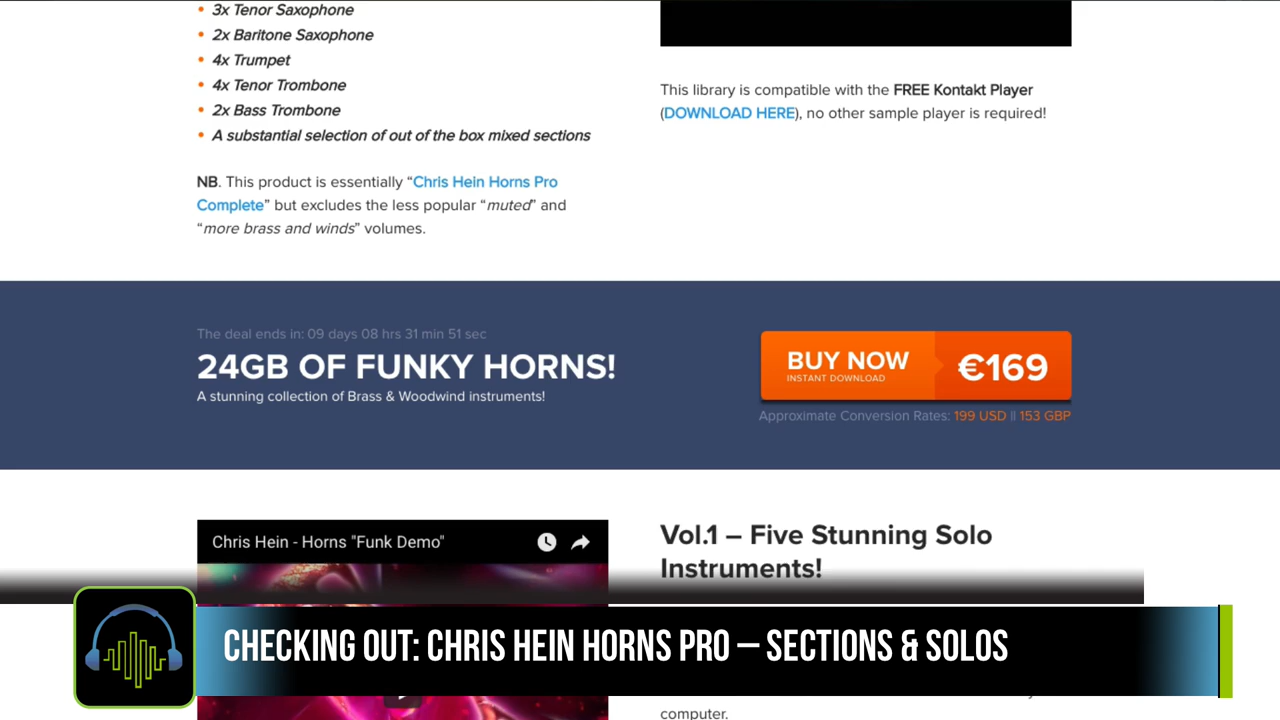 3x Tenor Saxophone
2x Baritone Saxophone
4x Trumpet
4x Tenor Trombone
2x Bass Trombone
A substantial selection of out of the box mixed sections
NB. This product is essentially “Chris Hein Horns Pro
Complete” but excludes the less popular “muted” and
“more brass and winds” volumes.
This library is compatible with the FREE Kontakt Player
(DOWNLOAD HERE), no other sample player is required!
The deal ends in: 09 days 08 hrs 31 min 51 sec
24GB OF FUNKY HORNS!
A stunning collection of Brass & Woodwind instruments!
BUY NOW
INSTANT DOWNLOAD
€169
Approximate Conversion Rates: 199 USD || 153 GBP
Chris Hein - Horns "Funk Demo"
Vol.1 – Five Stunning Solo
Instruments!
CHECKING OUT: CHRIS HEIN HORNS PRO – SECTIONS & SOLOS
computer.